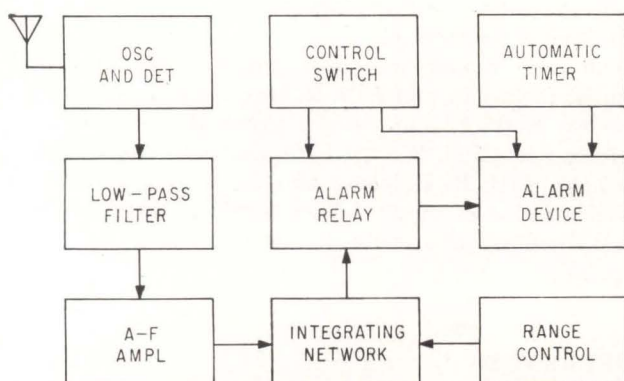 OSC
AND DET
CONTROL
SWITCH
AUTOMATIC
TIMER
LOW-PASS
FILTER
ALARM
RELAY
ALARM
DEVICE
A-F
AMPL
INTEGRATING
NETWORK
RANGE
CONTROL